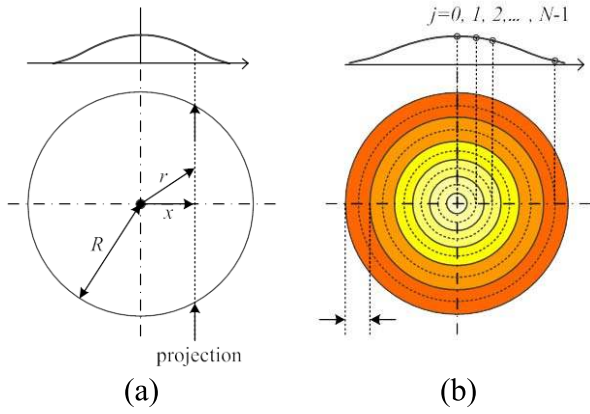 j=0, 1, 2,... , N-1
r
x
R
projection
(a)
(b)